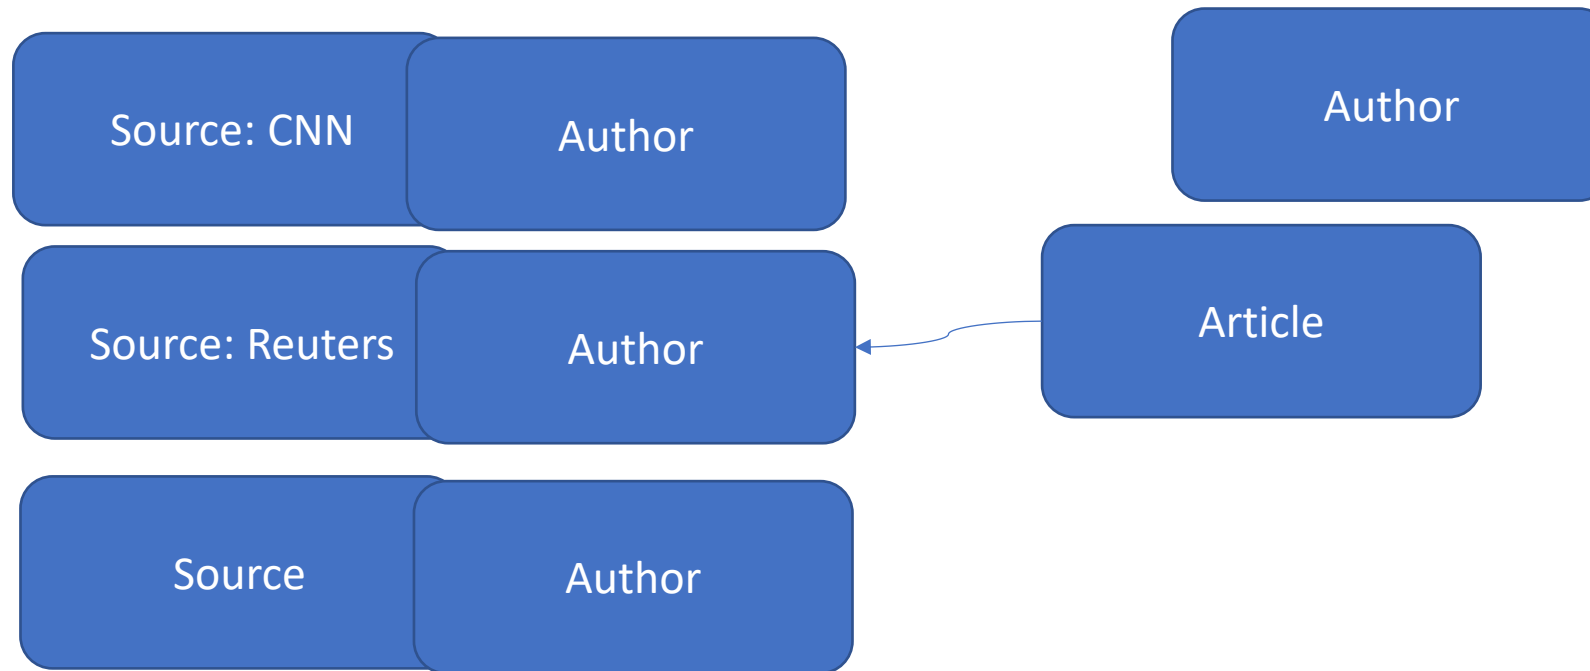 Source: CNN
Author
Author
Source: Reuters
Author
Article
Source
Author